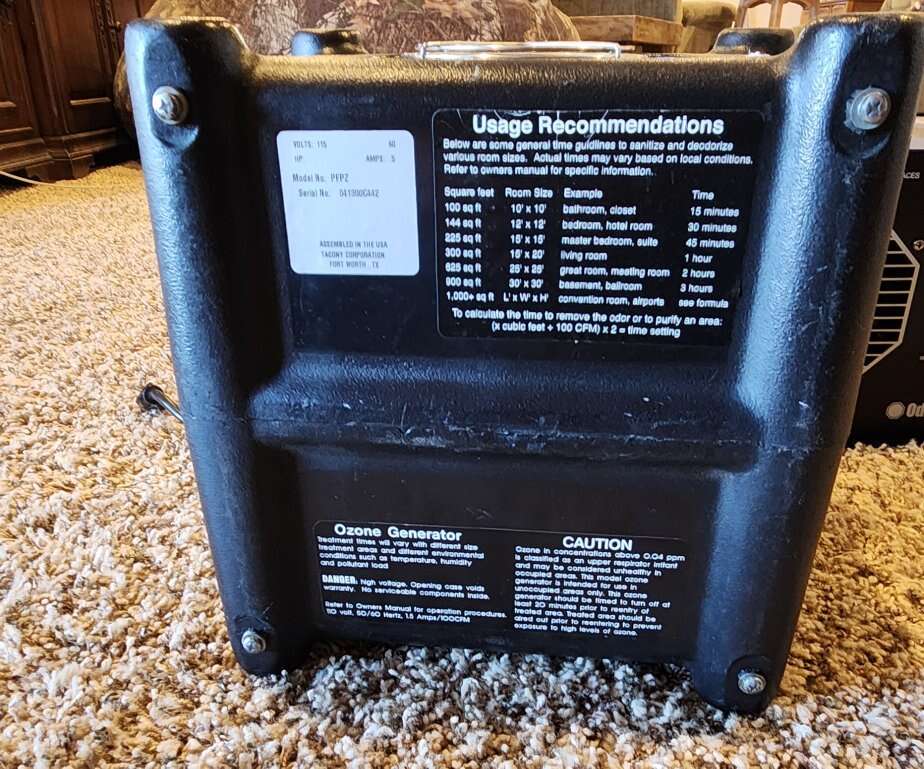 VOLTS: 115 60
HP AMPS: 5
Model No: PFPZ
Serial No: 041300C442
ASSEMBLED IN THE USA
TACONY CORPORATION
FORT WORTH TX
Usage Recommendations
Below are some general time guidlines to sanitize and deodorize
various room sizes. Actual times may vary based on local conditions.
Refer to owners manual for specific information.
Square feet Room Size Example Time
100 sq ft 10' x 10' bathroom, closet 15 minutes
144 sq ft 12' x 12' bedroom, hotel room 30 minutes
225 sq ft 15' x 15' master bedroom, suite 45 minutes
300 sq ft 15' x 20' living room 1 hour
625 sq ft 25' x 25' great room, meeting room 2 hours
900 sq ft 30' x 30' basement, ballroom 3 hours
1,000+ sq ft L' x W' x H' convention room, airports see formula
To calculate the time to remove the odor or to purify an area:
(x cubic feet ÷ 100 CFM) x 2 = time setting
Ozone Generator
Treatment times will vary with different size
treatment areas and different environmental
conditions such as temperature, humidity
and pollutant load
DANGER: high voltage. Opening case voids
warranty. No serviceable components inside.
Refer to Owners Manual for operation procedures.
110 volt, 50/60 Hertz, 1.5 Amps/100CFM
CAUTION
Ozone in concentrations above 0.04 ppm
is classified as an upper respirator irritant
and may be considered unhealthy in
occupied areas. This model ozone
generator is intended for use in
unoccupied areas only. This ozone
generator should be timed to turn off at
least 20 minutes prior to reentry of
treated area. Treated area should be
aired out prior to reentering to prevent
exposure to high levels of ozone.
ACES
Od